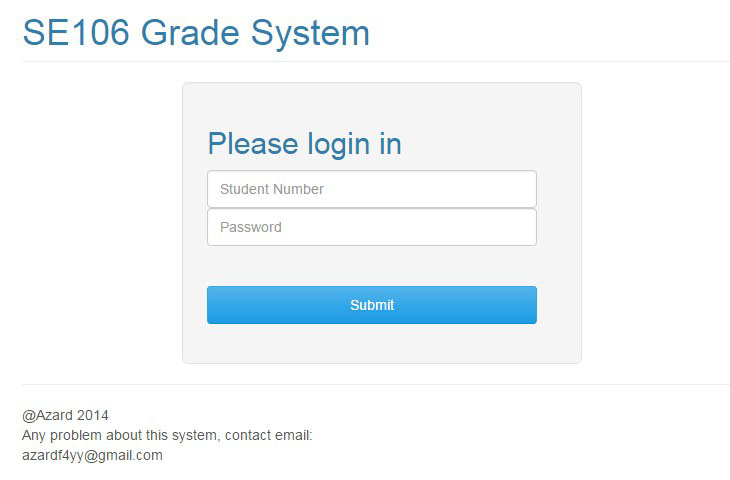 SE106 Grade System
Please login in
Student Number
Password
Submit
@Azard 2014
Any problem about this system, contact email:
azardf4yy@gmail.com